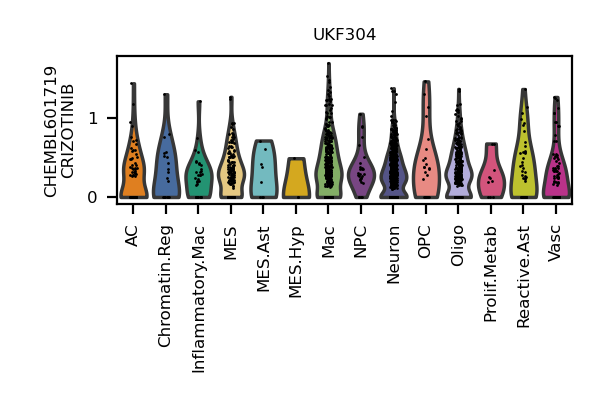 UKF304
CHEMBL601719
CRIZOTINIB
1
0
AC
Chromatin.Reg
Inflammatory.Mac
MES
MES.Ast
MES.Hyp
Mac
NPC
Neuron
OPC
Oligo
Prolif.Metab
Reactive.Ast
Vasc